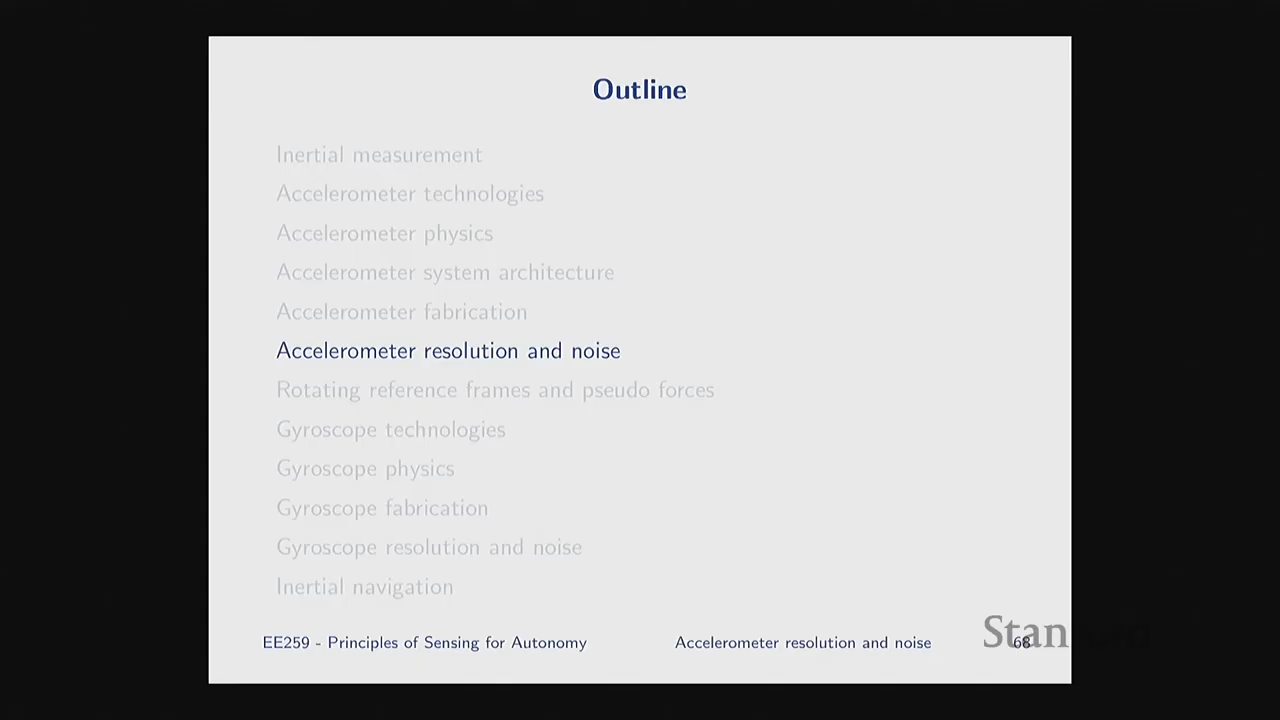 Outline
Inertial measurement
Accelerometer technologies
Accelerometer physics
Accelerometer system architecture
Accelerometer fabrication
Accelerometer resolution and noise
Rotating reference frames and pseudo forces
Gyroscope technologies
Gyroscope physics
Gyroscope fabrication
Gyroscope resolution and noise
Inertial navigation
EE259 - Principles of Sensing for Autonomy Accelerometer resolution and noise 68
Stanford